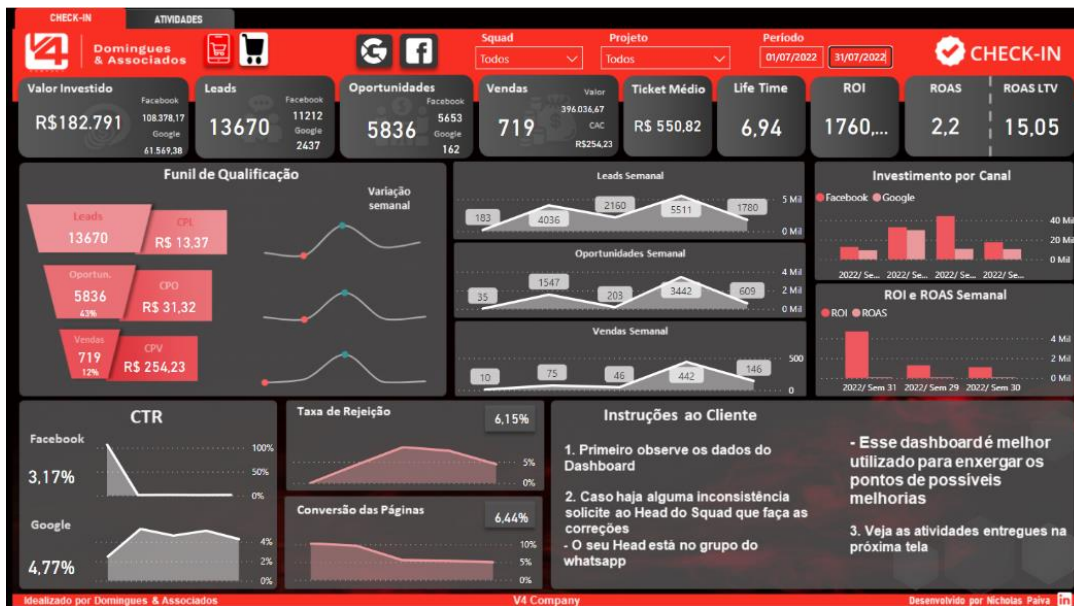 CHECK-IN
ATIVIDADES
V4
Domingues
& Associados
Squad
Todos
Projeto
Todos
Período
01/07/2022
31/07/2022
CHECK-IN
Valor Investido
R$182.791
Facebook
108.378,17
Google
61.569,38
Leads
13670
Facebook
11212
Google
2437
Oportunidades
5836
Facebook
5653
Google
162
Vendas
719
Valor
396.036,67
CAC
R$254,23
Ticket Médio
R$ 550,82
Life Time
6,94
ROI
1760,...
ROAS
2,2
ROAS LTV
15,05
Funil de Qualificação
Variação
semanal
Leads
13670
CPL
R$ 13,37
Oportun.
5836
43%
CPO
R$ 31,32
Vendas
719
12%
CPV
R$ 254,23
Leads Semanal
183
4036
2160
5511
1780
5 Mil
0 Mil
Oportunidades Semanal
35
1547
203
3442
609
4 Mil
2 Mil
0 Mil
Vendas Semanal
10
75
46
442
146
500
0
Investimento por Canal
Facebook
Google
40 Mil
20 Mil
0 Mil
2022/ Se...
2022/ Se...
2022/ Se...
2022/ Se...
ROI e ROAS Semanal
ROI
ROAS
4 Mil
2 Mil
0 Mil
2022/ Sem 31
2022/ Sem 29
2022/ Sem 30
CTR
Facebook
3,17%
100%
50%
0%
Google
4,77%
4%
2%
0%
Taxa de Rejeição
6,15%
5%
0%
Conversão das Páginas
6,44%
10%
5%
0%
Instruções ao Cliente
1. Primeiro observe os dados do
Dashboard
2. Caso haja alguma inconsistência
solicite ao Head do Squad que faça as
correções
- O seu Head está no grupo do
whatsapp
- Esse dashboard é melhor
utilizado para enxergar os
pontos de possíveis
melhorias
3. Veja as atividades entregues na
próxima tela
Idealizado por Domingues & Associados
V4 Company
Desenvolvido por Nicholas Paiva
in